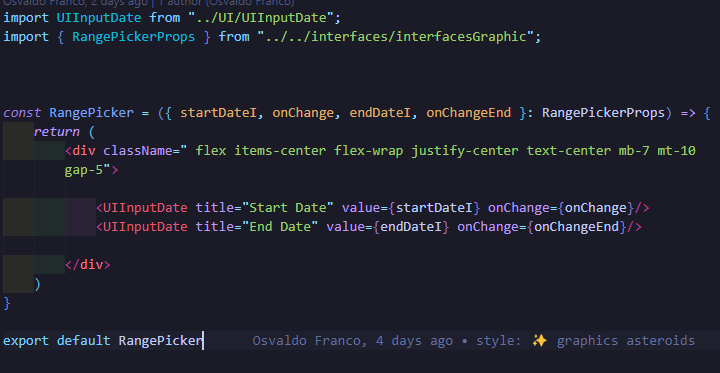 Osvaldo Franco, 2 days ago | 1 author (Osvaldo Franco)
import UIInputDate from "../UI/UIInputDate";
import { RangePickerProps } from "../../interfaces/interfacesGraphic";
const RangePicker = ({ startDateI, onChange, endDateI, onChangeEnd }: RangePickerProps) => {
return (
<div className=" flex items-center flex-wrap justify-center text-center mb-7 mt-10
gap-5">
<UIInputDate title="Start Date" value={startDateI} onChange={onChange}/>
<UIInputDate title="End Date" value={endDateI} onChange={onChangeEnd}/>
</div>
)
}
export default RangePicker Osvaldo Franco, 4 days ago • style: ✨ graphics asteroids